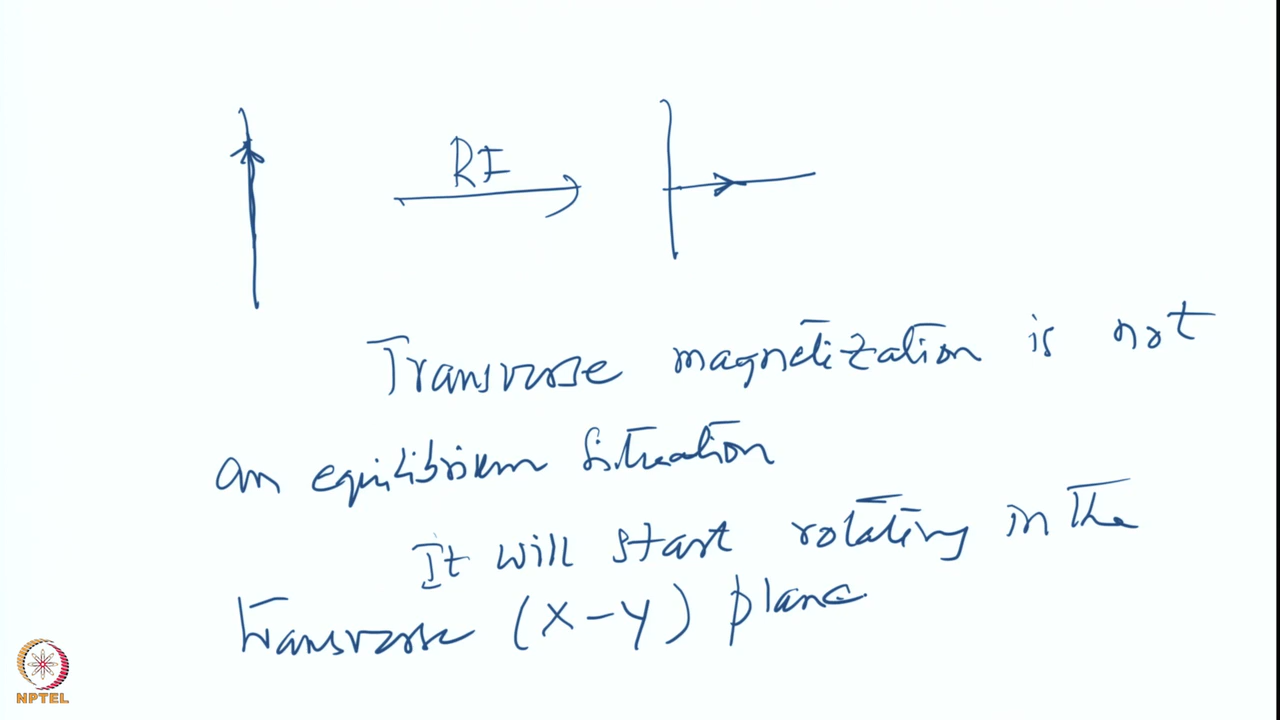 RF
Transverse magnetization is not
an equilibrium situation
It will start rotating in the
transverse (x-y) plane
NPTEL